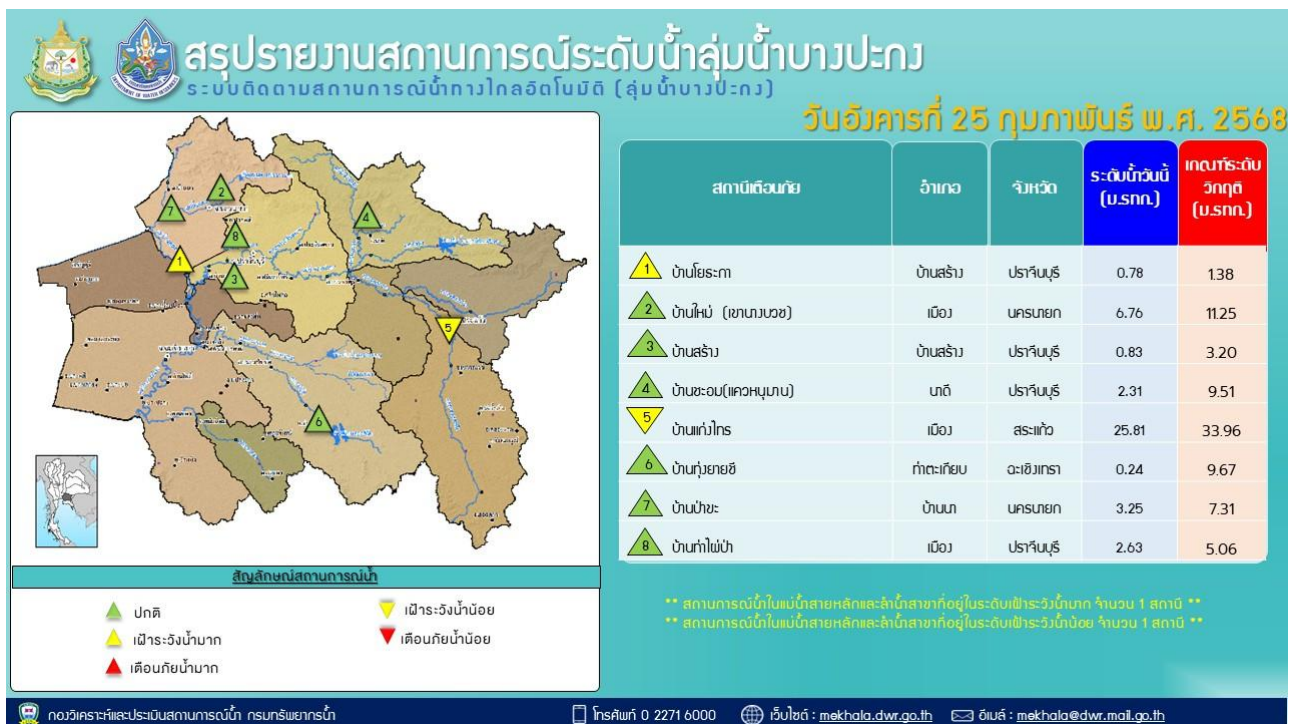 สรุปรายงานสถานการณ์ระดับน้ำลุ่มน้ำบางปะกง
ระบบติดตามสถานการณ์น้ำทางไกลอัตโนมัติ (ลุ่มน้ำบางปะกง)
วันอังคารที่ 25 กุมภาพันธ์ พ.ศ. 2568
สถานีเตือนภัย อำเภอ จังหวัด ระดับน้ำวันนี้ (ม.รทก.) เกณฑ์ระดับวิกฤติ (ม.รทก.)
1 บ้านโยธะกา บ้านสร้าง ปราจีนบุรี 0.78 1.38
2 บ้านใหม่ (เขานางบวช) เมือง นครนายก 6.76 11.25
3 บ้านสร้าง บ้านสร้าง ปราจีนบุรี 0.83 3.20
4 บ้านซะอม(แควหนุมาน) นาดี ปราจีนบุรี 2.31 9.51
5 บ้านแก่งไทร เมือง สระแก้ว 25.81 33.96
6 บ้านทุ่งยายชี ท่าตะเกียบ ฉะเชิงเทรา 0.24 9.67
7 บ้านป่าขะ บ้านนา นครนายก 3.25 7.31
8 บ้านท่าไผ่ป่า เมือง ปราจีนบุรี 2.63 5.06
2
7
4
8
1
3
5
6
สัญลักษณ์สถานการณ์น้ำ
ปกติ
เฝ้าระวังน้ำมาก
เตือนภัยน้ำมาก
เฝ้าระวังน้ำน้อย
เตือนภัยน้ำน้อย
** สถานการณ์น้ำในแม่น้ำสายหลักและลำน้ำสาขาที่อยู่ในระดับเฝ้าระวังน้ำมาก จำนวน 1 สถานี **
** สถานการณ์น้ำในแม่น้ำสายหลักและลำน้ำสาขาที่อยู่ในระดับเฝ้าระวังน้ำน้อย จำนวน 1 สถานี **
กองวิเคราะห์และประเมินสถานการณ์น้ำ กรมทรัพยากรน้ำ โทรศัพท์ 0 2271 6000 เว็บไซต์ : mekhala.dwr.go.th อีเมล์ : mekhala@dwr.mail.go.th